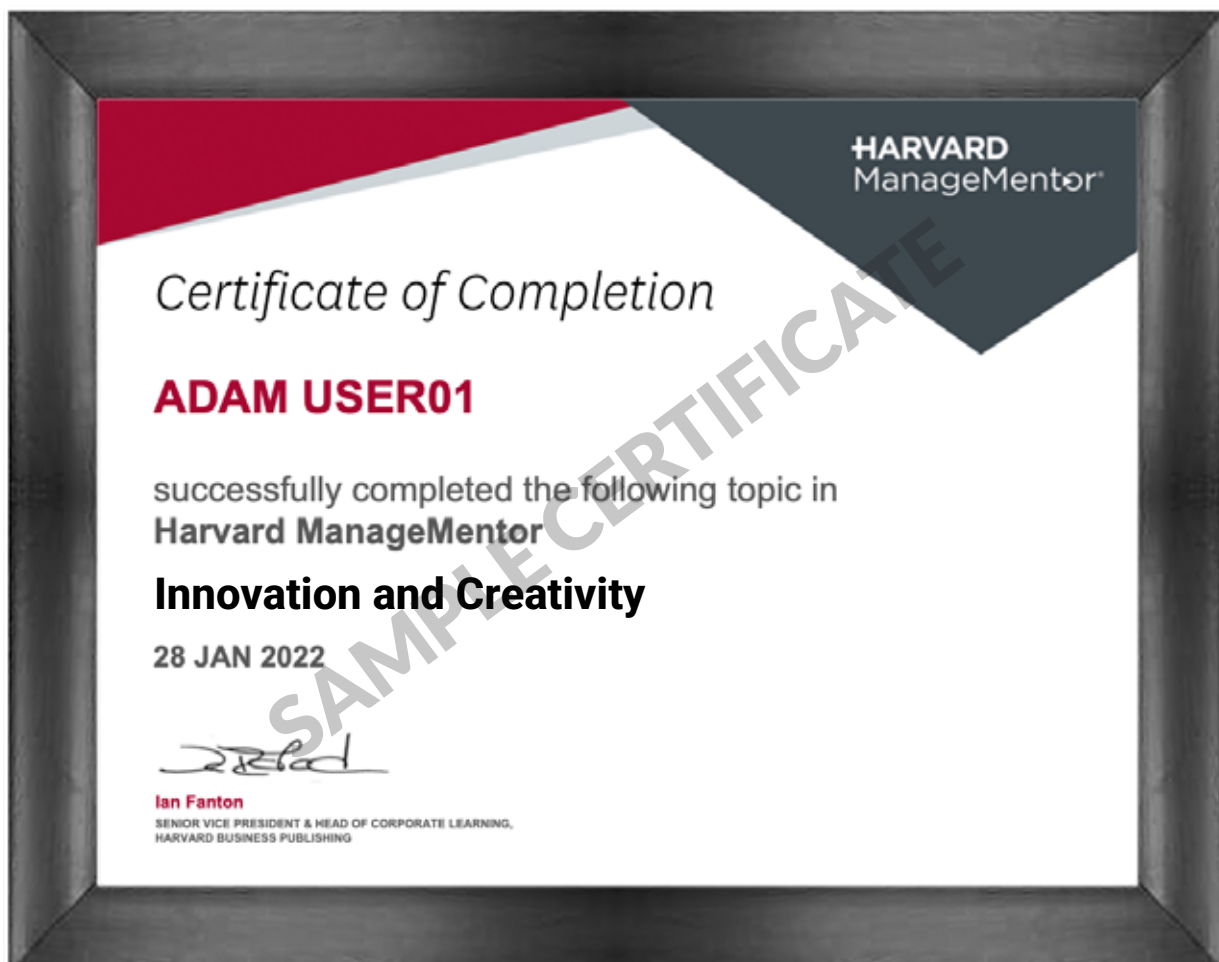 HARVARD
ManageMentor®
Certificate of Completion
ADAM USER01
successfully completed the following topic in
Harvard ManageMentor
Innovation and Creativity
28 JAN 2022
SAMPLE CERTIFICATE
Ian Fanton
SENIOR VICE PRESIDENT & HEAD OF CORPORATE LEARNING,
HARVARD BUSINESS PUBLISHING